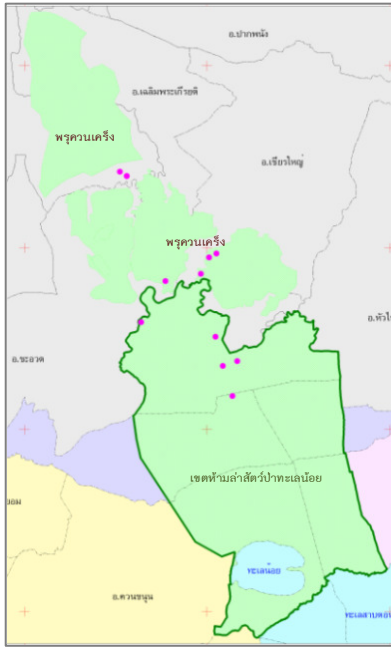 อ.ปากพนัง
อ.เฉลิมพระเกียรติ
พรุควนเคร็ง
อ.เชียรใหญ่
พรุควนเคร็ง
อ.หัวไ
อ.ชะอวด
เขตห้ามล่าสัตว์ป่าทะเลน้อย
ทะเลน้อย
อ.ควนขนุน
ทะเลสาบตอน